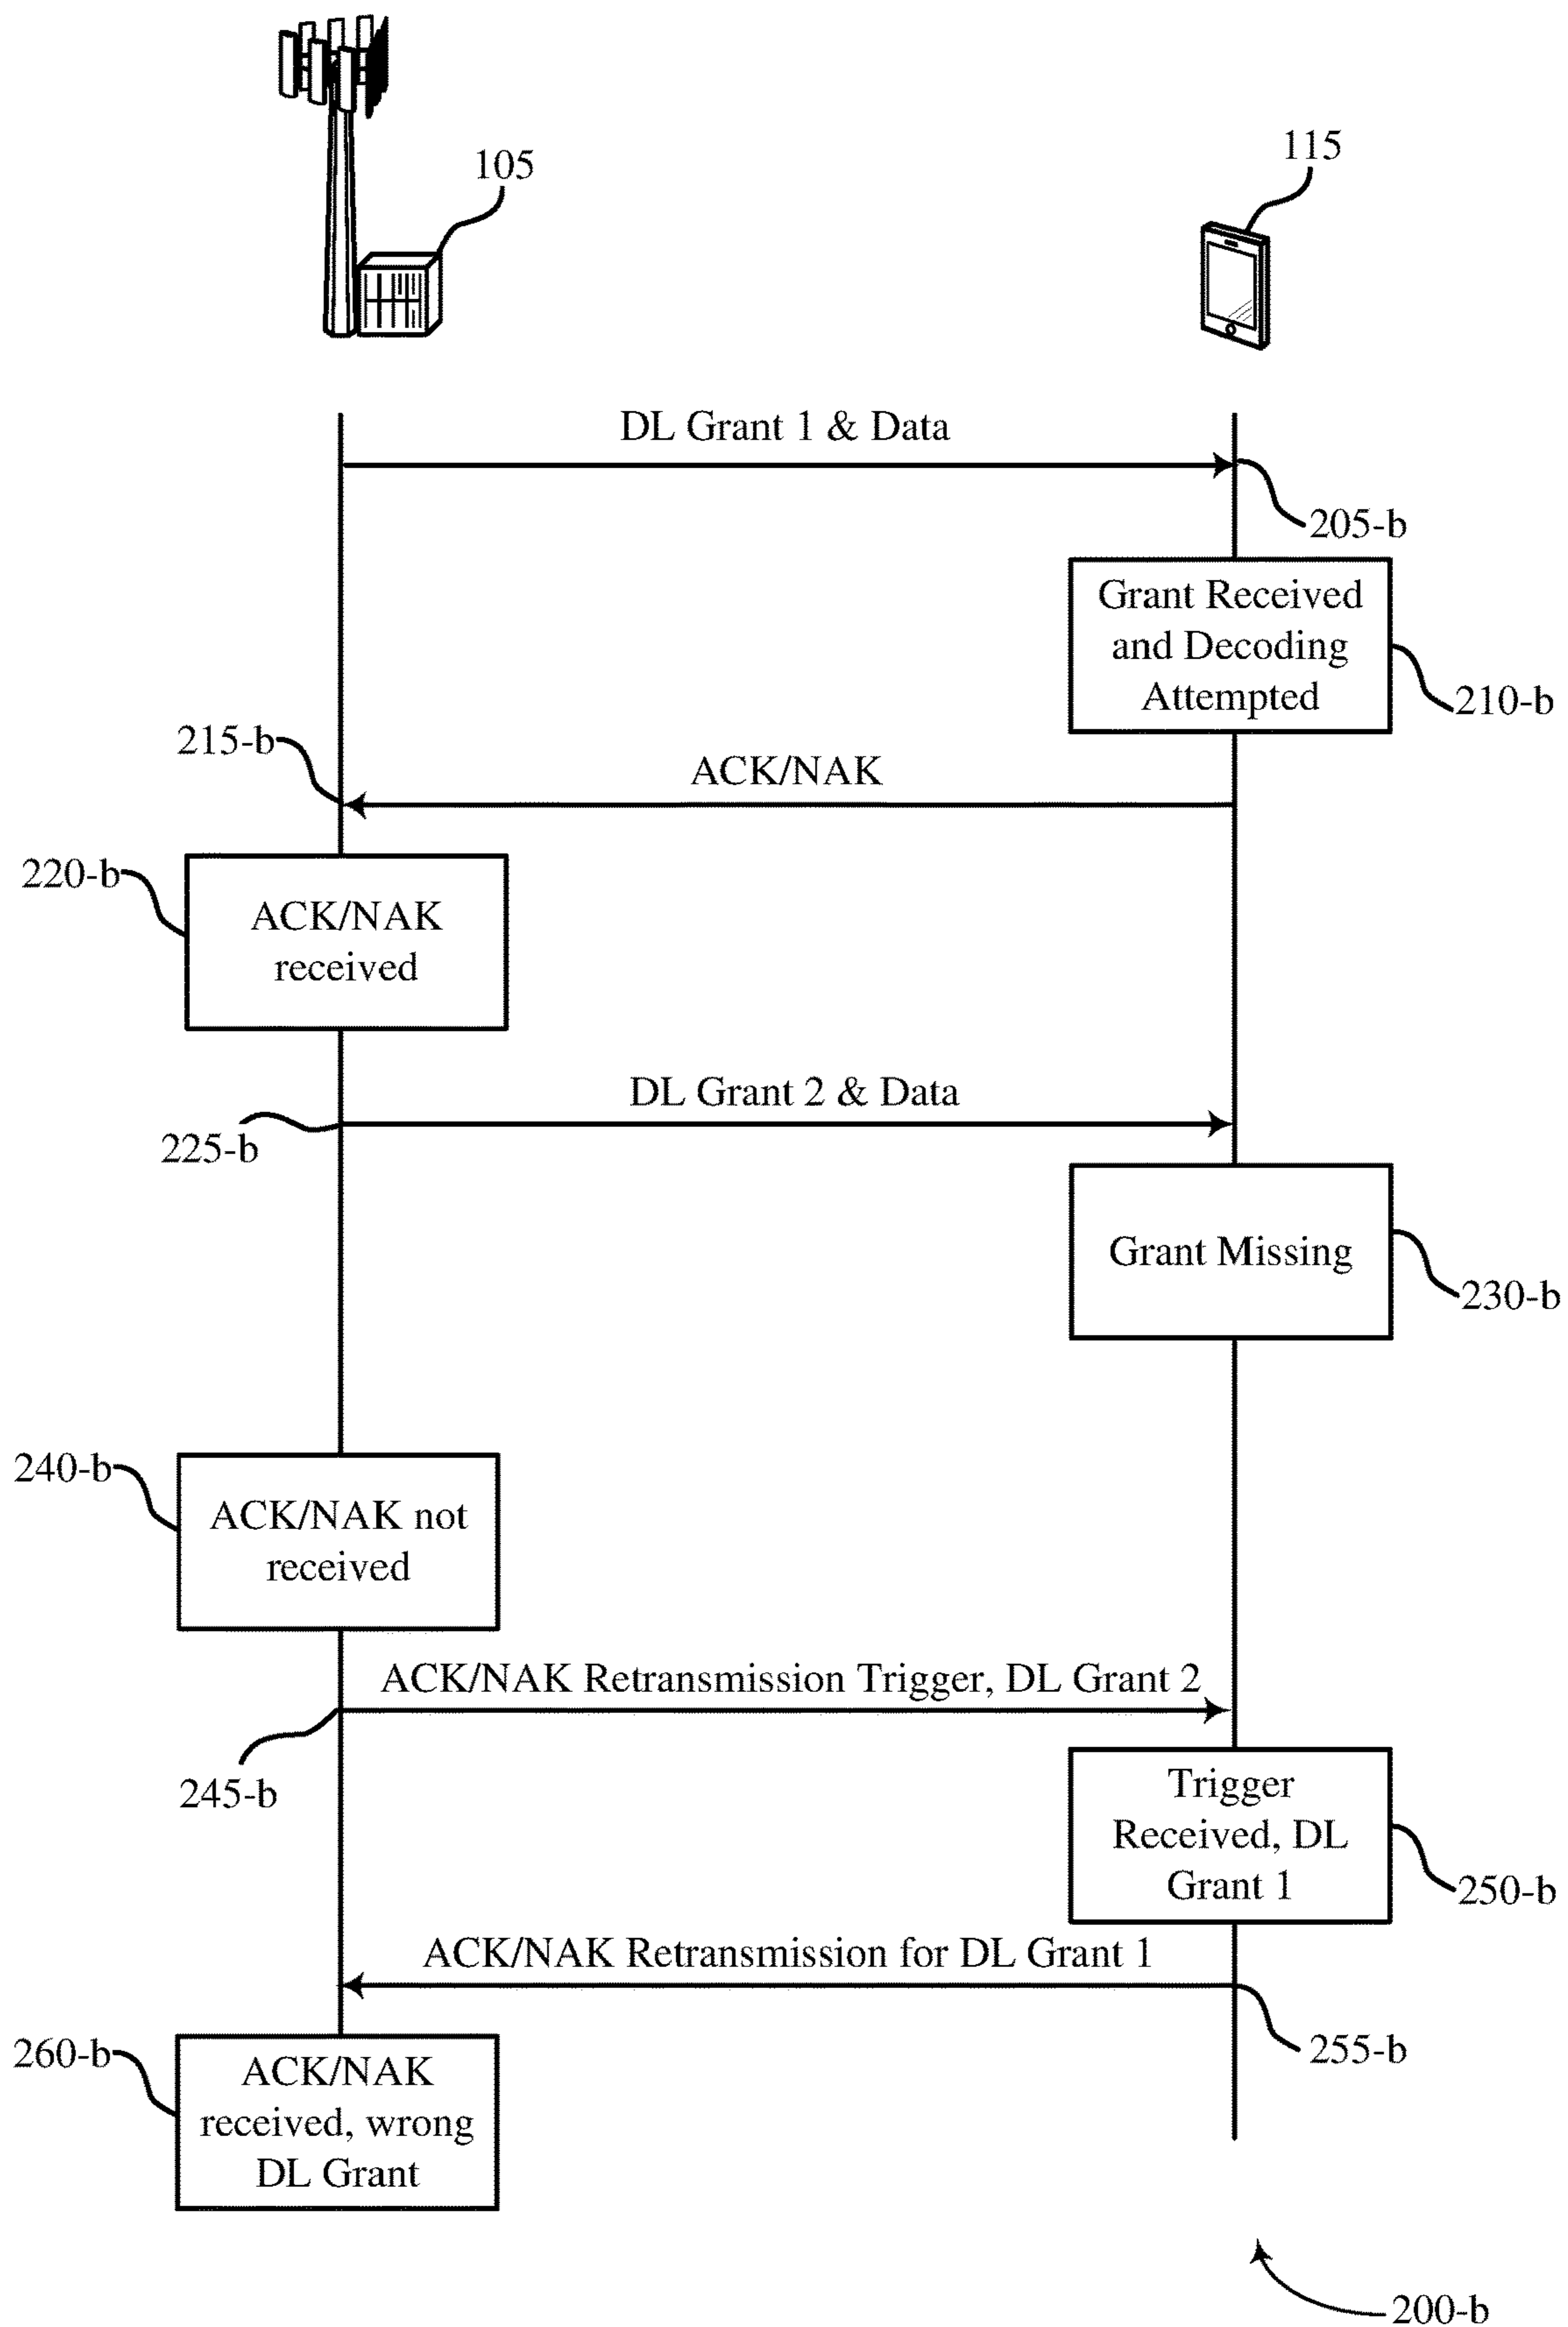 105
115
DL Grant 1 & Data
205-b
Grant Received
and Decoding
Attempted
210-b
215-b
ACK/NAK
220-b
ACK/NAK
received
DL Grant 2 & Data
225-b
Grant Missing
230-b
240-b
ACK/NAK not
received
ACK/NAK Retransmission Trigger, DL Grant 2
245-b
Trigger
Received, DL
Grant 1
250-b
ACK/NAK Retransmission for DL Grant 1
255-b
260-b
ACK/NAK
received, wrong
DL Grant
200-b